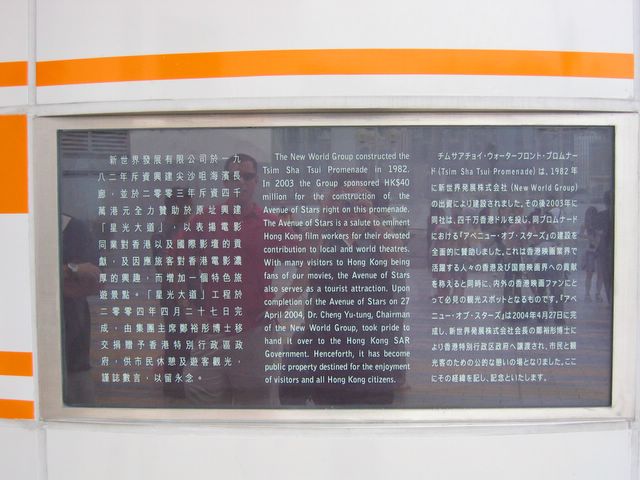 新世界發展有限公司於一九
八二年斥資興建尖沙咀海濱長
廊，並於二零零三年斥資四千
萬港元全力贊助於原址興建
「星光大道」，以表揚電影
同業對香港以及國際影壇的貢
獻，及因應旅客對香港電影濃
厚的興趣，而增加一個特色旅
遊景點。「星光大道」工程於
二零零四年四月二十七日完
成，由集團主席鄭裕彤博士移
交捐贈予香港特別行政區政
府，供市民休憩及遊客觀光，
謹誌數言，以留永念。
The New World Group constructed the
Tsim Sha Tsui Promenade in 1982.
In 2003 the Group sponsored HK$40
million for the construction of the
Avenue of Stars right on this promenade.
The Avenue of Stars is a salute to eminent
Hong Kong film workers for their devoted
contribution to local and world theatres.
With many visitors to Hong Kong being
fans of our movies, the Avenue of Stars
also serves as a tourist attraction. Upon
completion of the Avenue of Stars on 27
April 2004, Dr. Cheng Yu-tung, Chairman
of the New World Group, took pride to
hand it over to the Hong Kong SAR
Government. Henceforth, it has become
public property destined for the enjoyment
of visitors and all Hong Kong citizens.
チムサアチョイ・ウォーターフロント・プロムナー
ド(Tsim Sha Tsui Promenade) は、1982 年
に新世界発展株式会社 (New World Group)
の出資により建設されました。その後2003年に
同社は、四千万香港ドルを投し、同プロムナード
における「アベニュー・オブ・スターズ」の建設を
全面的に賛助しました。これは香港映画業界で
活躍する人々の香港及び国際映画界への貢献
を称えると同時に、内外の香港映画ファンにと
って必見の観光スポットとなるものです。「アベ
ニュー・オブ・スターズ」は2004年4月27日に完
成し、新世界発展株式会社会長の鄭裕彤博士に
より香港特別行政区政府へ譲渡され、市民と観
光客のための公的な憩いの場となりました。ここ
にその経緯を記し、記念といたします。